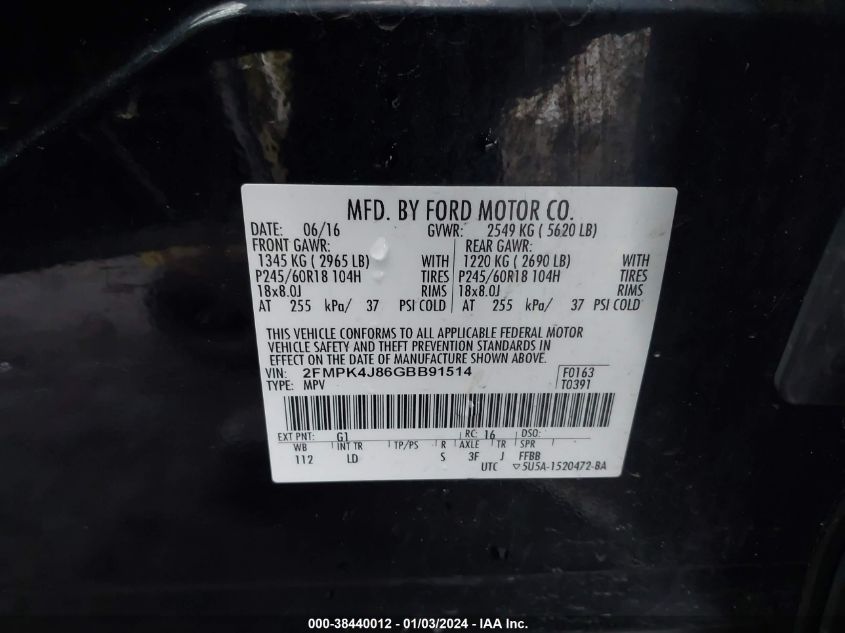 MFD. BY FORD MOTOR CO.
DATE: 06/16 GVWR: 2549 KG ( 5620 LB)
FRONT GAWR: REAR GAWR:
1345 KG ( 2965 LB) WITH 1220 KG ( 2690 LB) WITH
P245/60R18 104H TIRES P245/60R18 104H TIRES
18x8.0J RIMS 18x8.0J RIMS
AT 255 kPa/ 37 PSI COLD AT 255 kPa/ 37 PSI COLD
THIS VEHICLE CONFORMS TO ALL APPLICABLE FEDERAL MOTOR
VEHICLE SAFETY AND THEFT PREVENTION STANDARDS IN
EFFECT ON THE DATE OF MANUFACTURE SHOWN ABOVE.
VIN: 2FMPK4J86GBB91514 F0163
TYPE: MPV T0391
EXT PNT: G1 RC: 16 DSO:
WB INT TR TP/PS R AXLE TR SPR
112 LD S 3F J FFBB
UTC ▽5U5A-1520472-BA
000-38440012 - 01/03/2024 - IAA Inc.